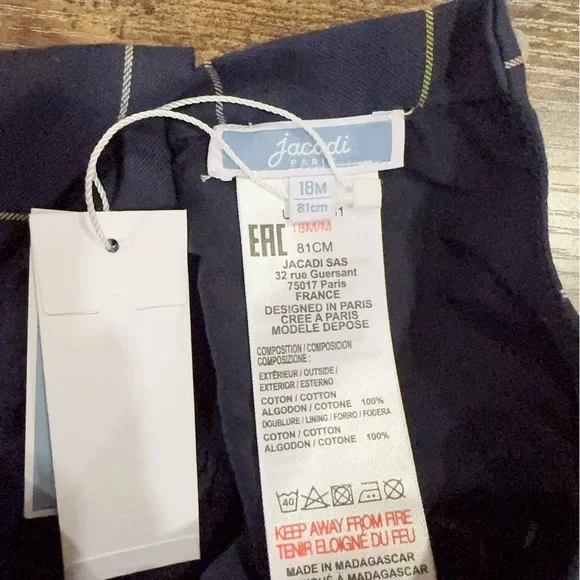 jacadi
PARIS
18M
81cm
18M/M
EAC
81CM
JACADI SAS
32 rue Guersant
75017 Paris
FRANCE
DESIGNED IN PARIS
CREE A PARIS
MODELE DEPOSE
COMPOSITION / COMPOSICION
COMPOSIZIONE :
EXTÉRIEUR / OUTSIDE /
EXTERIOR / ESTERNO
COTON / COTTON
ALGODON / COTONE 100%
DOUBLURE / LINING / FORRO / FODERA
COTON / COTTON
ALGODON / COTONE 100%
40
KEEP AWAY FROM FIRE
TENIR ELOIGNÉ DU FEU
MADE IN MADAGASCAR